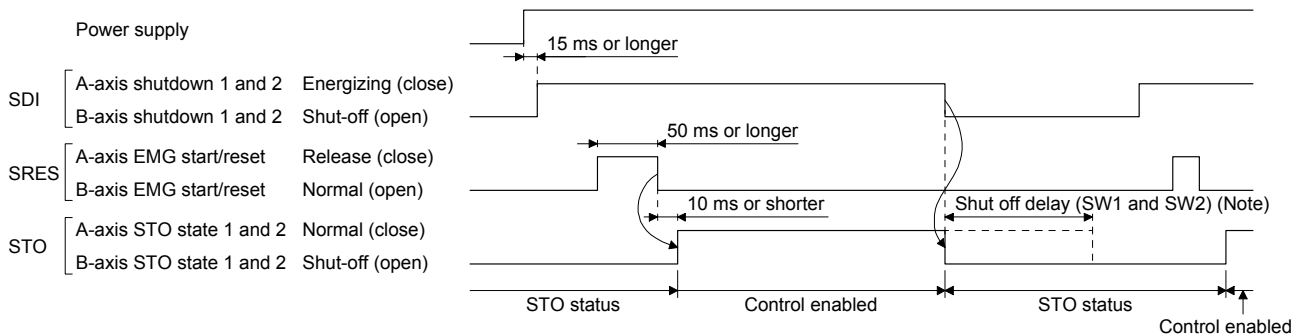 Power supply
15 ms or longer
SDI
A-axis shutdown 1 and 2 Energizing (close)
B-axis shutdown 1 and 2 Shut-off (open)
50 ms or longer
SRES
A-axis EMG start/reset Release (close)
B-axis EMG start/reset Normal (open)
10 ms or shorter
Shut off delay (SW1 and SW2) (Note)
STO
A-axis STO state 1 and 2 Normal (close)
B-axis STO state 1 and 2 Shut-off (open)
STO status
Control enabled
STO status
Control enabled